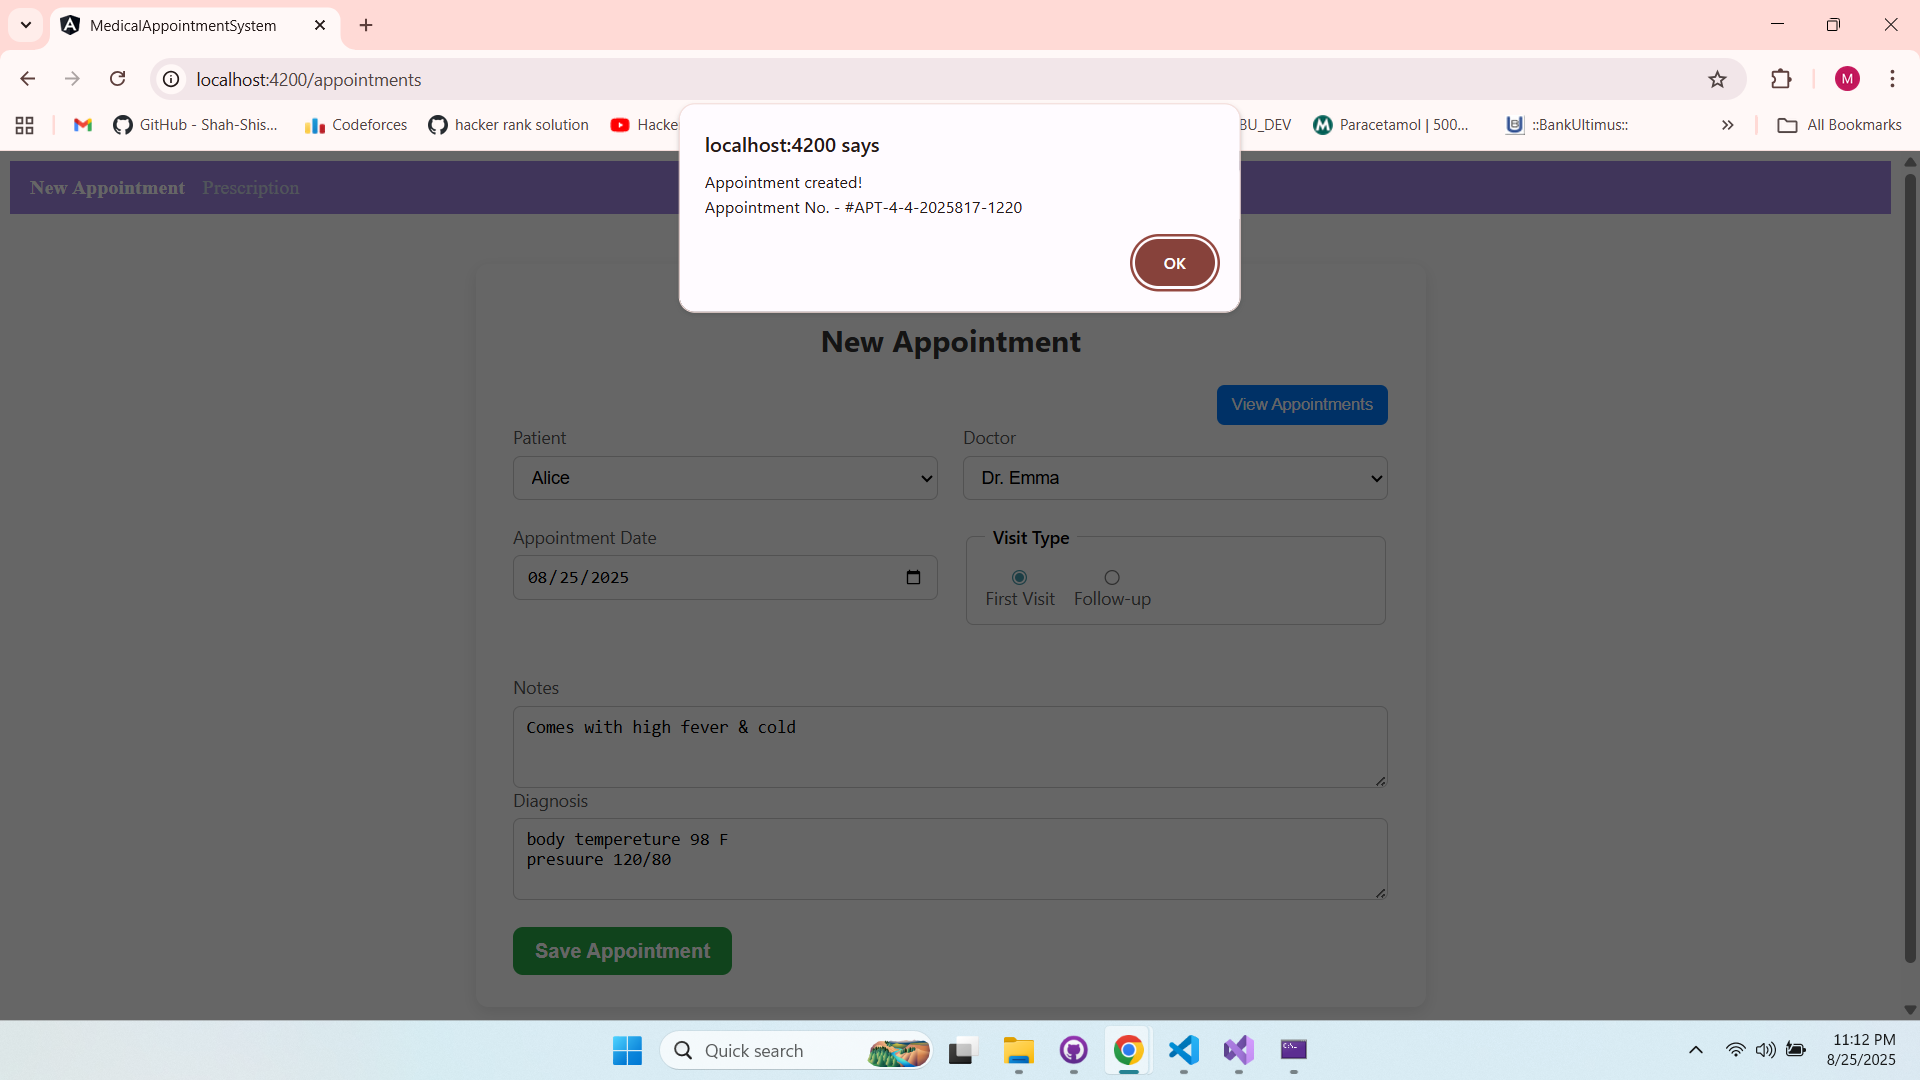 MedicalAppointmentSystem
localhost:4200/appointments
M
GitHub - Shah-Shis...
Codeforces
hacker rank solution
Hacke
BU_DEV
Paracetamol | 500...
::BankUltimus::
All Bookmarks
localhost:4200 says
Appointment created!
Appointment No. - #APT-4-4-2025817-1220
OK
New Appointment Prescription
New Appointment
View Appointments
Patient Doctor
Alice Dr. Emma
Appointment Date Visit Type
08/25/2025
First Visit Follow-up
Notes
Comes with high fever & cold
Diagnosis
body tempereture 98 F
presuure 120/80
Save Appointment
Quick search
11:12 PM
8/25/2025